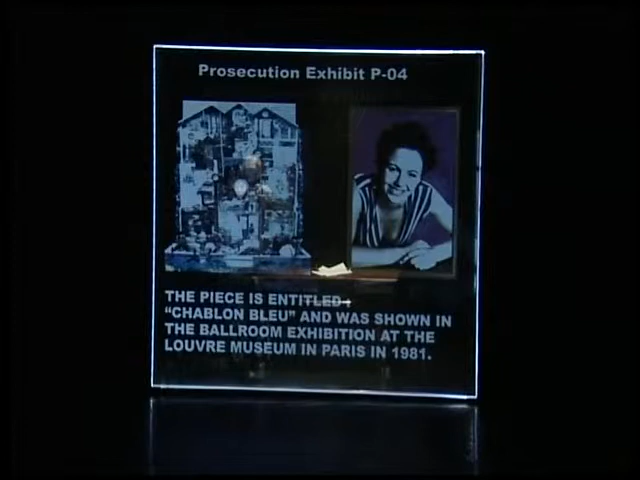 Prosecution Exhibit P-04
THE PIECE IS ENTITLED :
"CHABLON BLEU" AND WAS SHOWN IN
THE BALLROOM EXHIBITION AT THE
LOUVRE MUSEUM IN PARIS IN 1981.